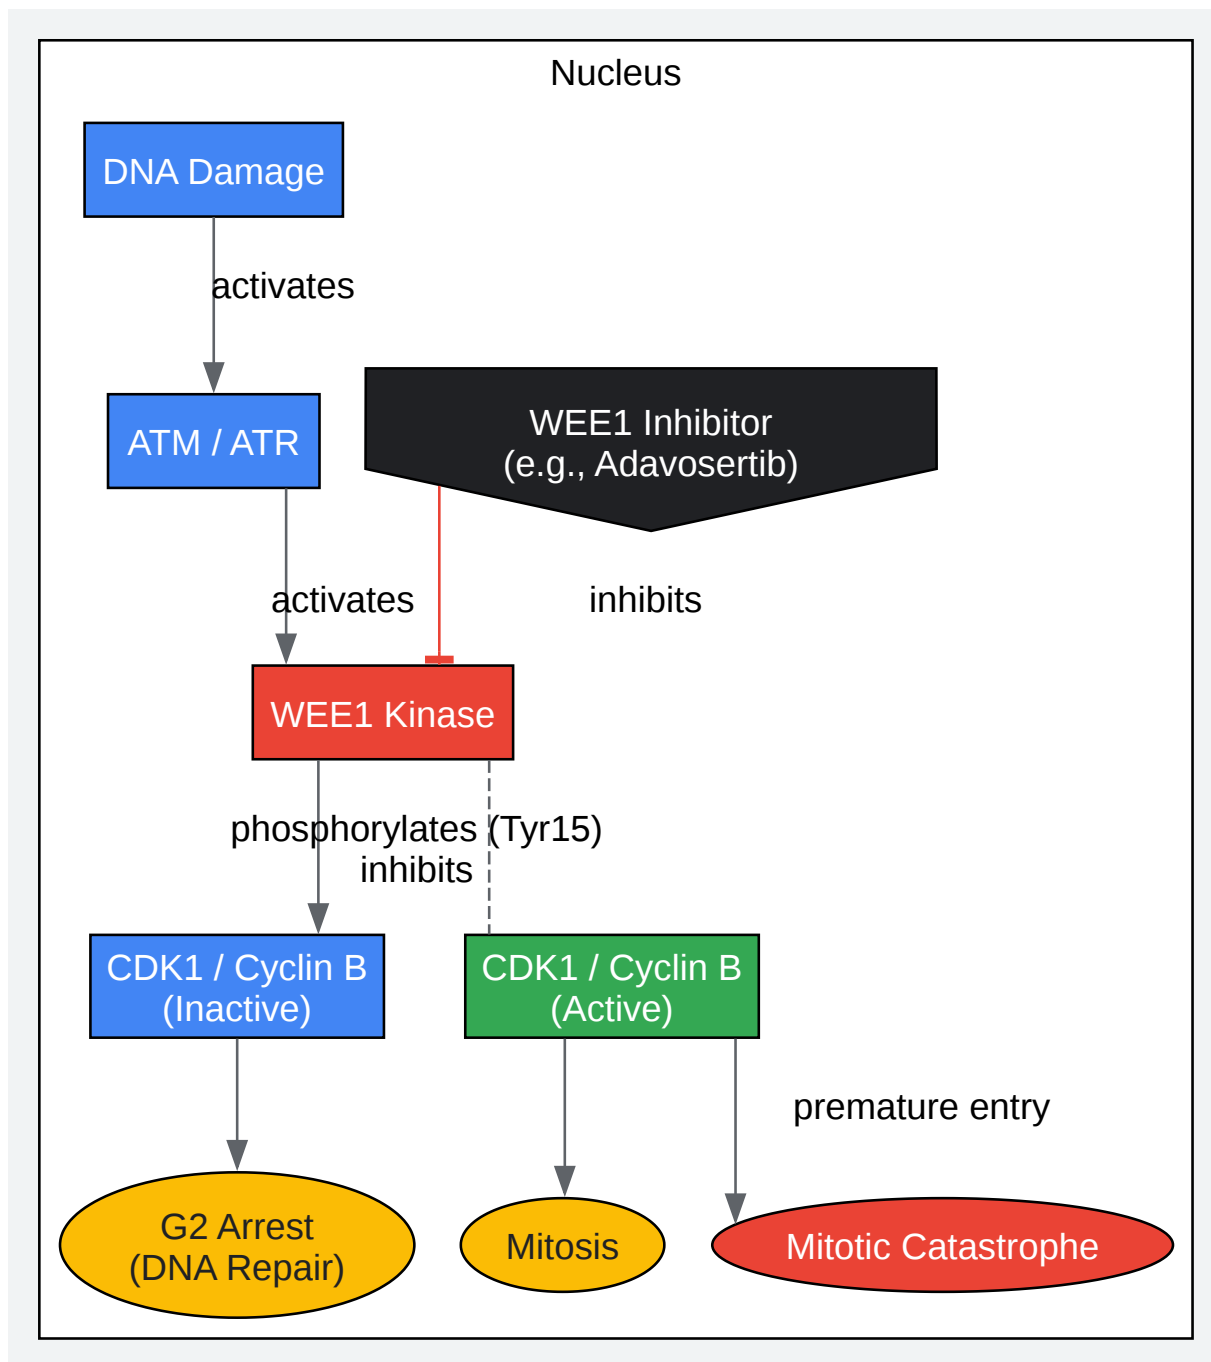 Nucleus
DNA Damage
activates
ATM / ATR
WEE1 Inhibitor
(e.g., Adavosertib)
activates
inhibits
WEE1 Kinase
phosphorylates (Tyr15)
inhibits
CDK1 / Cyclin B
(Inactive)
CDK1 / Cyclin B
(Active)
premature entry
G2 Arrest
(DNA Repair)
Mitosis
Mitotic Catastrophe